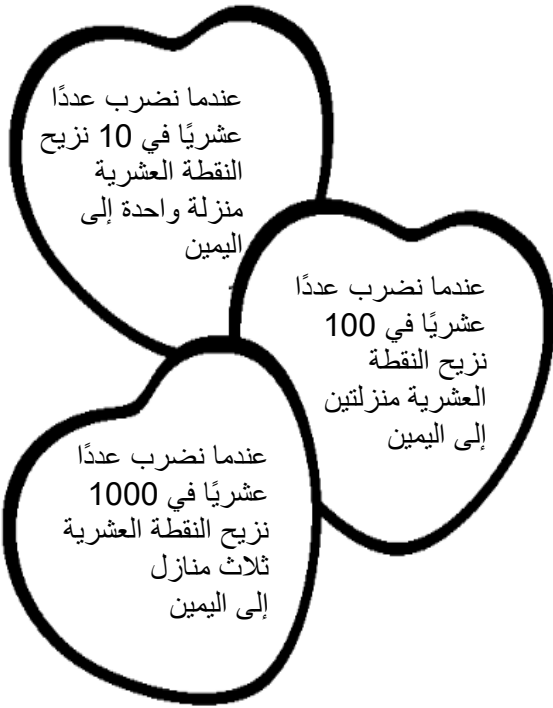 عندما نضرب عددًا
عشريًا في 10 نزيح
النقطة العشرية
منزلة واحدة إلى
اليمين
.
عندما نضرب عددًا
عشريًا في 100
نزيح النقطة
العشرية منزلتين
إلى اليمين
عندما نضرب عددًا
عشريًا في 1000
نزيح النقطة العشرية
ثلاث منازل
إلى اليمين